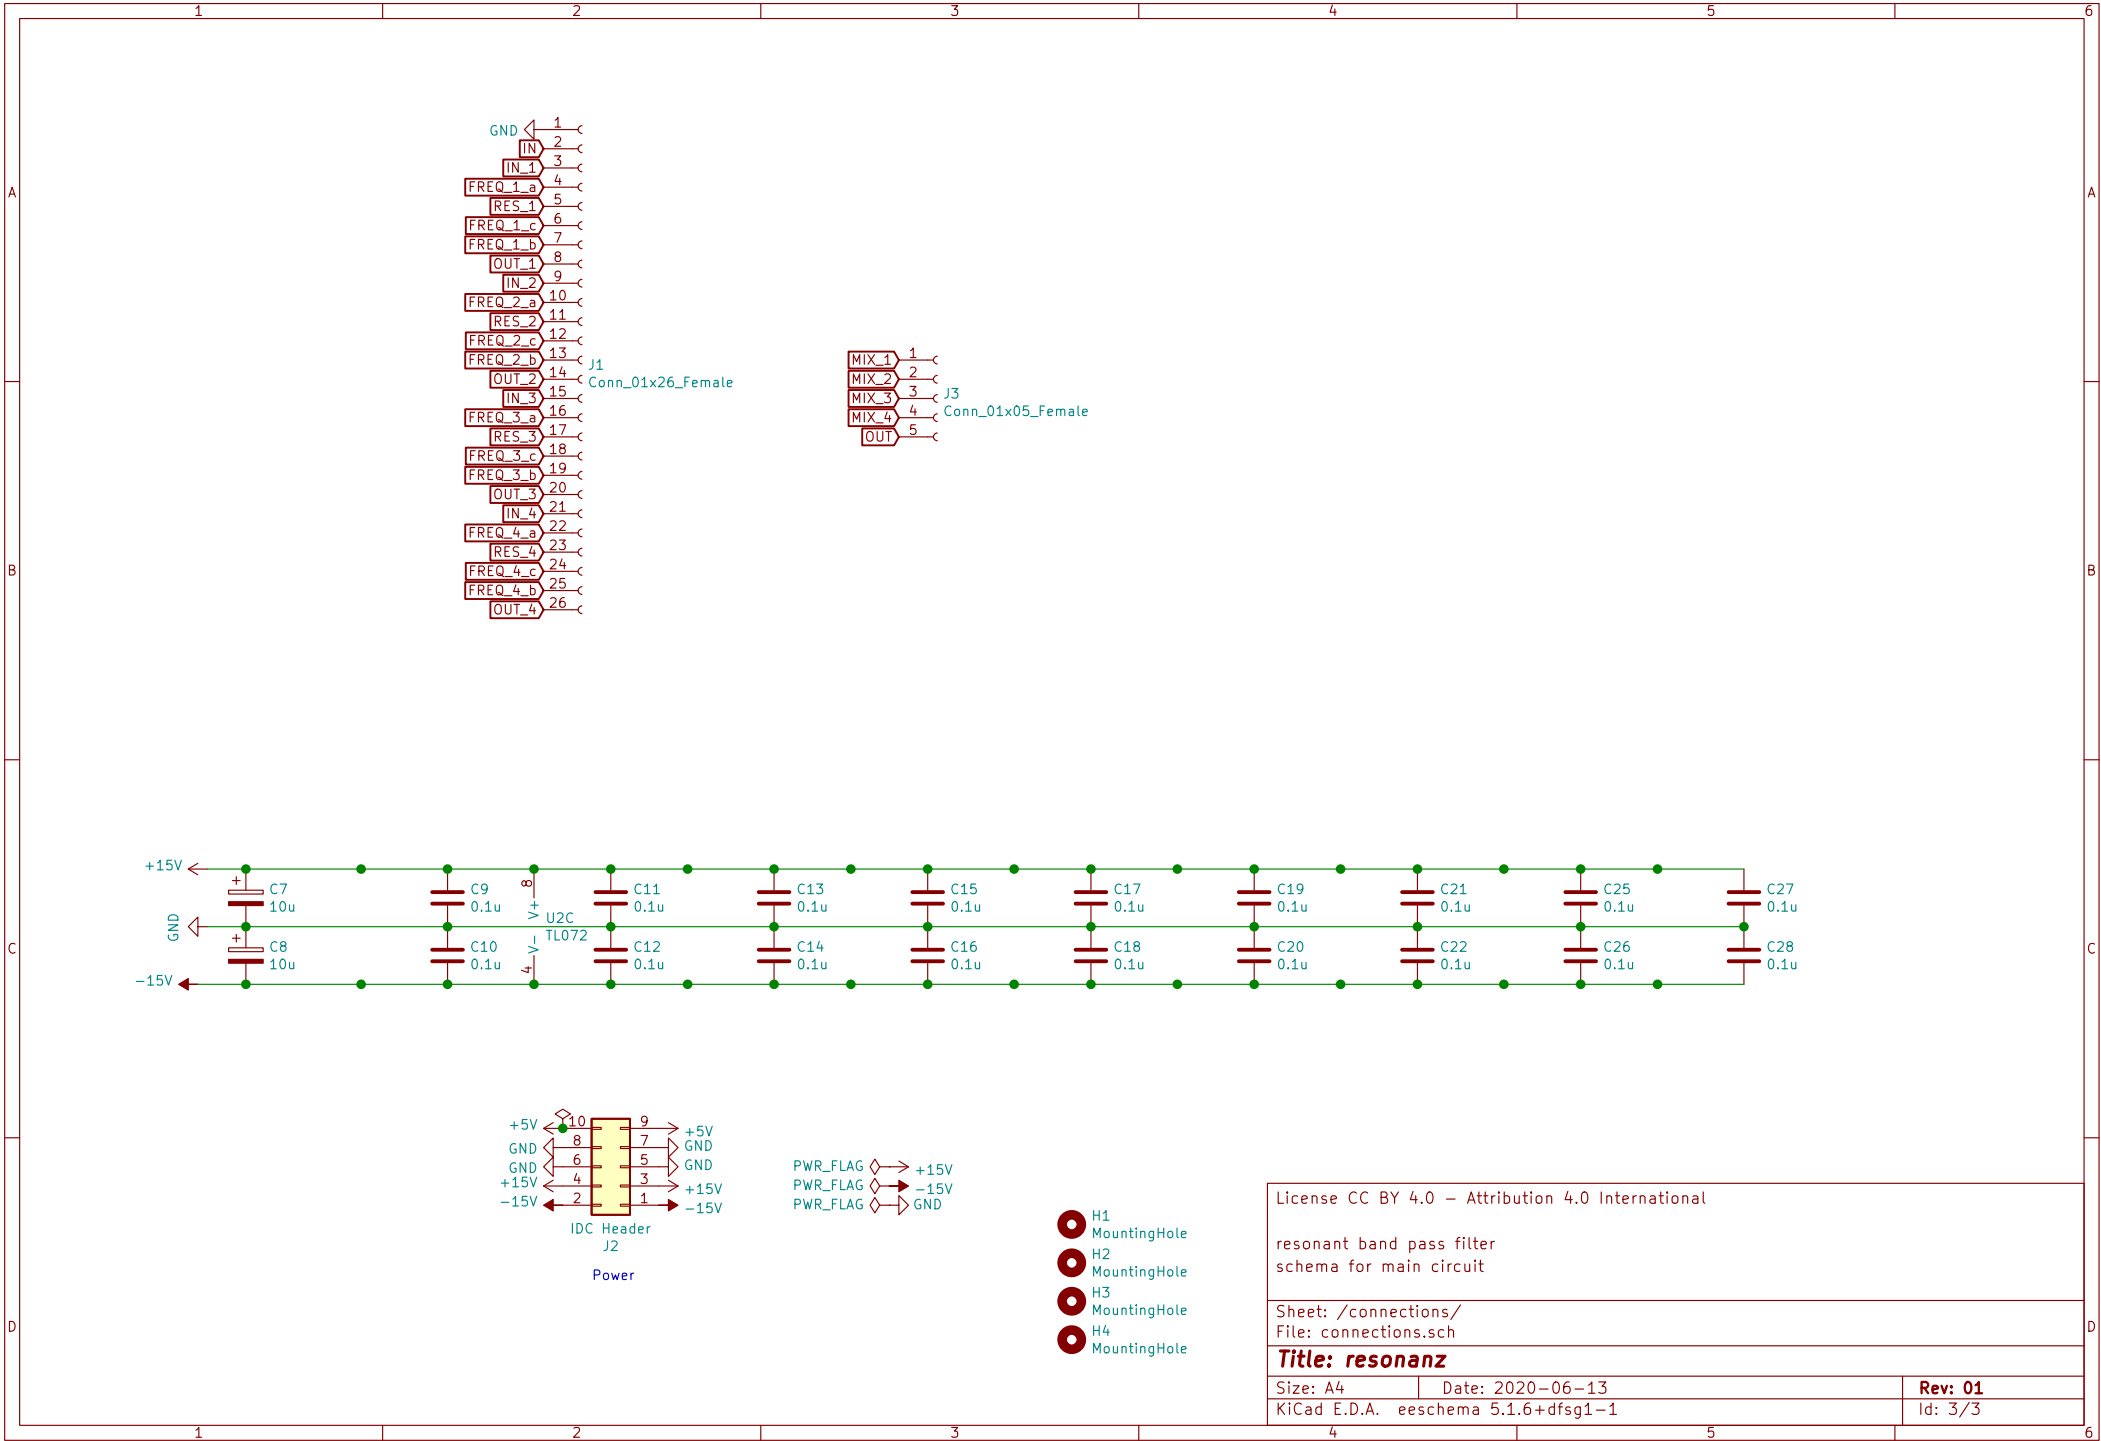 1 2 3 4 5 6
A A
B B
C C
D D
GND 1
IN 2
IN_1 3
FREQ_1_a 4
RES_1 5
FREQ_1_c 6
FREQ_1_b 7
OUT_1 8
IN_2 9
FREQ_2_a 10
RES_2 11
FREQ_2_c 12
FREQ_2_b 13
OUT_2 14
IN_3 15
FREQ_3_a 16
RES_3 17
FREQ_3_c 18
FREQ_3_b 19
OUT_3 20
IN_4 21
FREQ_4_a 22
RES_4 23
FREQ_4_c 24
FREQ_4_b 25
OUT_4 26
J1
Conn_01x26_Female
MIX_1 1
MIX_2 2
MIX_3 3
MIX_4 4
OUT 5
J3
Conn_01x05_Female
+15V
GND
-15V
+ C7
10u
+ C8
10u
C9
0.1u
C10
0.1u
8 V+
U2C
TL072
4 V-
C11
0.1u
C12
0.1u
C13
0.1u
C14
0.1u
C15
0.1u
C16
0.1u
C17
0.1u
C18
0.1u
C19
0.1u
C20
0.1u
C21
0.1u
C22
0.1u
C25
0.1u
C26
0.1u
C27
0.1u
C28
0.1u
+5V 10 9 +5V
GND 8 7 GND
GND 6 5 GND
+15V 4 3 +15V
-15V 2 1 -15V
IDC Header
J2
Power
PWR_FLAG +15V
PWR_FLAG -15V
PWR_FLAG GND
H1
MountingHole
H2
MountingHole
H3
MountingHole
H4
MountingHole
License CC BY 4.0 - Attribution 4.0 International
resonant band pass filter
schema for main circuit
Sheet: /connections/
File: connections.sch
Title: resonanz
Size: A4 Date: 2020-06-13 Rev: 01
KiCad E.D.A. eeschema 5.1.6+dfsg1-1 Id: 3/3
1 2 3 4 5 6